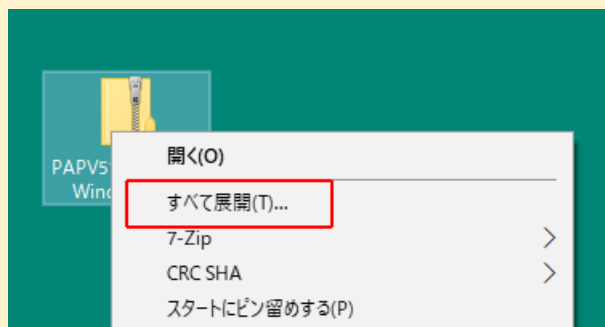 PAPV5
Wind
開く(O)
すべて展開(T)...
7-Zip
CRC SHA
スタートにピン留めする(P)